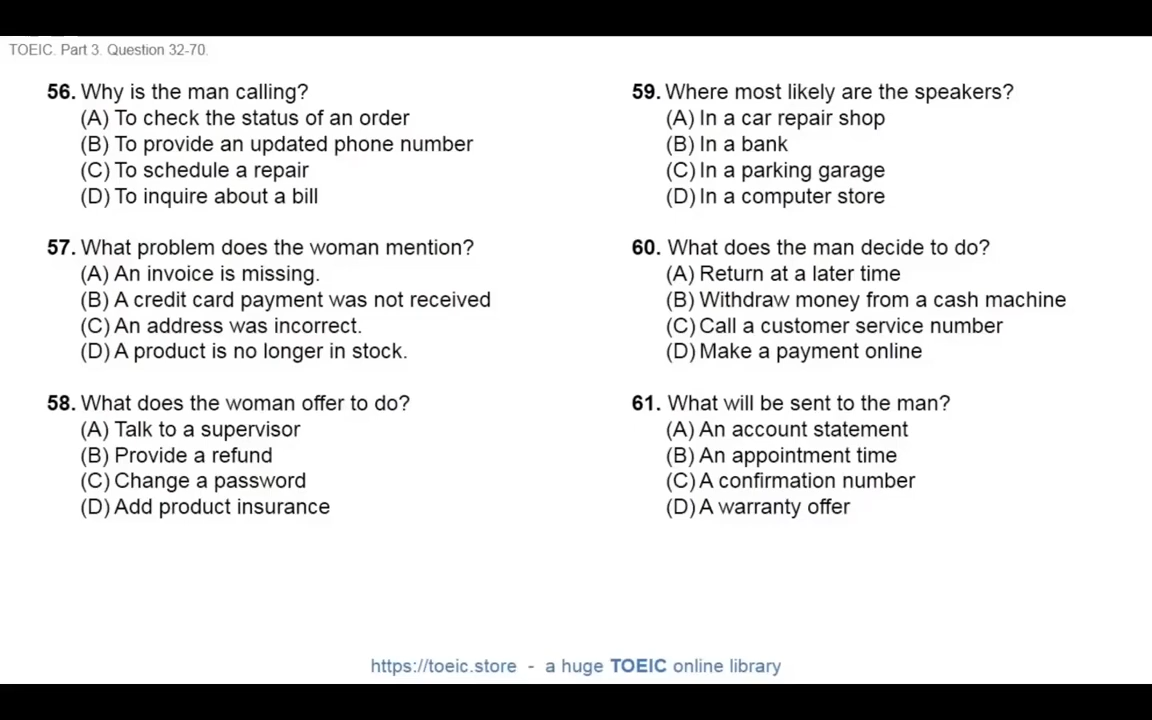 TOEIC. Part 3. Question 32-70.
56. Why is the man calling?
(A) To check the status of an order
(B) To provide an updated phone number
(C) To schedule a repair
(D) To inquire about a bill
57. What problem does the woman mention?
(A) An invoice is missing.
(B) A credit card payment was not received
(C) An address was incorrect.
(D) A product is no longer in stock.
58. What does the woman offer to do?
(A) Talk to a supervisor
(B) Provide a refund
(C) Change a password
(D) Add product insurance
59. Where most likely are the speakers?
(A) In a car repair shop
(B) In a bank
(C) In a parking garage
(D) In a computer store
60. What does the man decide to do?
(A) Return at a later time
(B) Withdraw money from a cash machine
(C) Call a customer service number
(D) Make a payment online
61. What will be sent to the man?
(A) An account statement
(B) An appointment time
(C) A confirmation number
(D) A warranty offer
https://toeic.store - a huge TOEIC online library